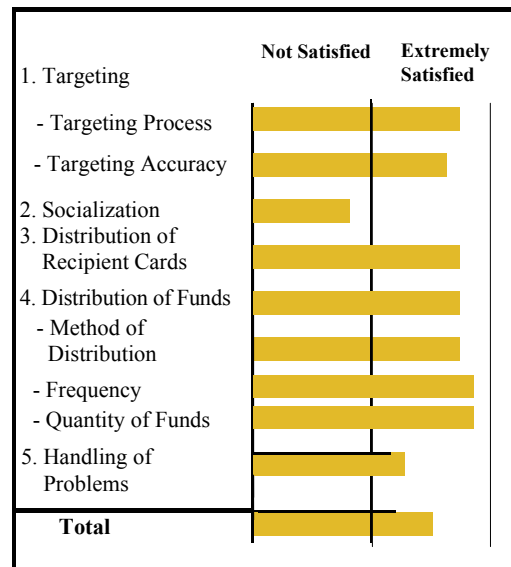 Not Satisfied
Extremely
Satisfied
1. Targeting
- Targeting Process
- Targeting Accuracy
2. Socialization
3. Distribution of
Recipient Cards
4. Distribution of Funds
- Method of
Distribution
- Frequency
- Quantity of Funds
5. Handling of
Problems
Total